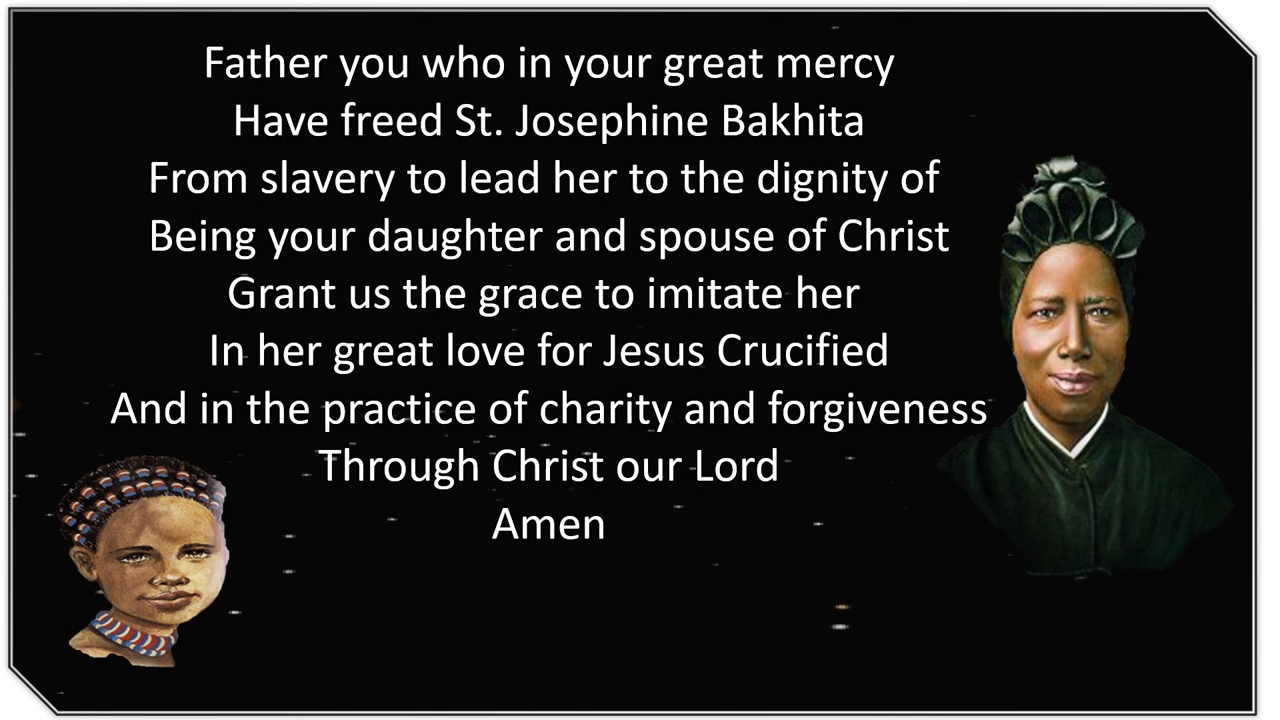 Father you who in your great mercy
Have freed St. Josephine Bakhita
From slavery to lead her to the dignity of
Being your daughter and spouse of Christ
Grant us the grace to imitate her
In her great love for Jesus Crucified
And in the practice of charity and forgiveness
Through Christ our Lord
Amen